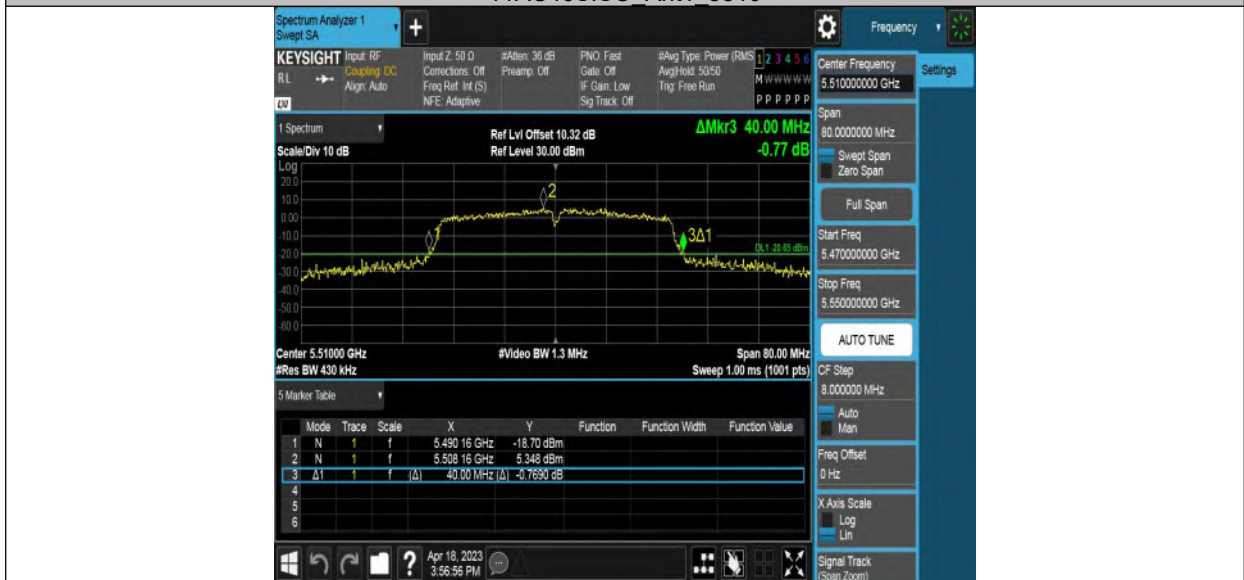 Spectrum Analyzer 1
Swept SA
+
Frequency
KEYSIGHT
RL
LXI
Input: RF
Coupling: DC
Align: Auto
Input Z: 50 Ω
Corrections: Off
Freq Ref: Int (S)
NFE: Adaptive
#Atten: 36 dB
Preamp: Off
PNO: Fast
Gate: Off
IF Gain: Low
Sig Track: Off
#Avg Type: Power (RMS
Avg|Hold: 50/50
Trig: Free Run
1 2 3 4 5 6
M W W W W W
P P P P P P
Center Frequency
5.510000000 GHz
Settings
Span
80.0000000 MHz
Swept Span
Zero Span
Full Span
Start Freq
5.470000000 GHz
Stop Freq
5.550000000 GHz
AUTO TUNE
CF Step
8.000000 MHz
Auto
Man
Freq Offset
0 Hz
X Axis Scale
Log
Lin
Signal Track
(Span Zoom)
1 Spectrum
Scale/Div 10 dB
Log
Ref Lvl Offset 10.32 dB
Ref Level 30.00 dBm
ΔMkr3 40.00 MHz
-0.77 dB
20.0
10.0
0.00
-10.0
-20.0
-30.0
-40.0
-50.0
-60.0
1
2
3Δ1
DL1 -20.65 dBm
Center 5.51000 GHz
#Video BW 1.3 MHz
Span 80.00 MHz
#Res BW 430 kHz
Sweep 1.00 ms (1001 pts)
5 Marker Table
Mode Trace Scale X Y Function Function Width Function Value
1 N 1 f 5.490 16 GHz -18.70 dBm
2 N 1 f 5.508 16 GHz 5.348 dBm
3 Δ1 1 f (Δ) 40.00 MHz (Δ) -0.7690 dB
4
5
6
?
Apr 18, 2023
3:56:56 PM